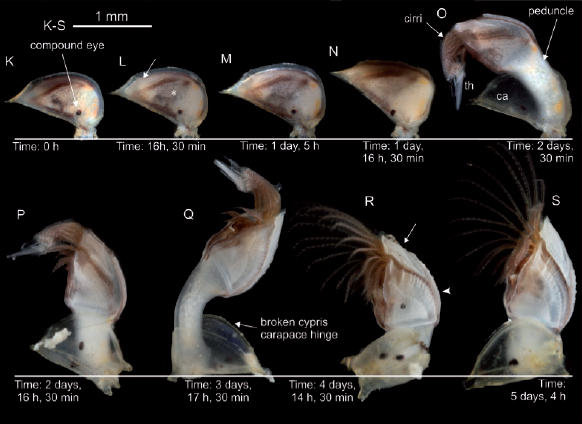 K-S 1 mm
compound eye
K
L
*
M
N
cirri
O
peduncle
th
ca
Time: 0 h
Time: 16h, 30 min
Time: 1 day, 5 h
Time: 1 day,
16 h, 30 min
Time: 2 days,
30 min
P
Q
R
S
broken cypris
carapace hinge
Time: 2 days,
16 h, 30 min
Time: 3 days,
17 h, 30 min
Time: 4 days,
14 h, 30 min
Time:
5 days, 4 h